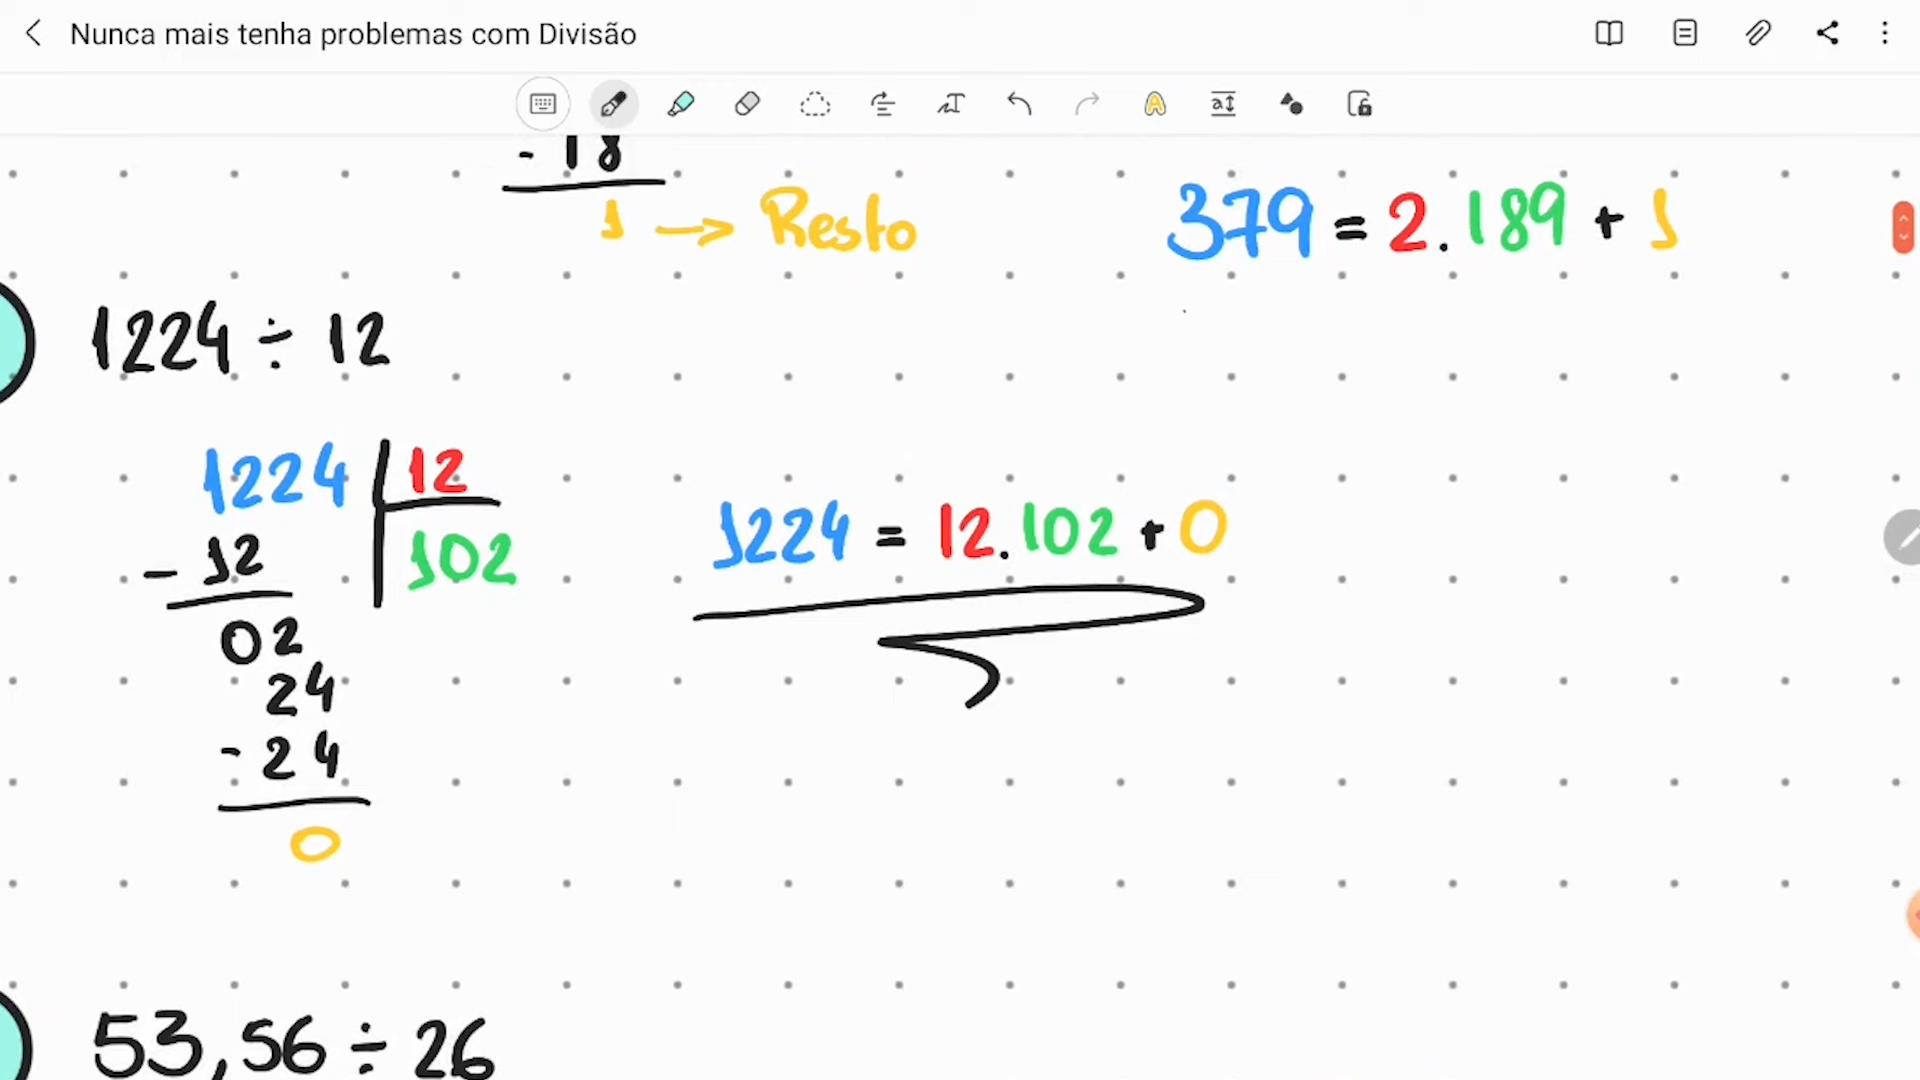 Nunca mais tenha problemas com Divisão
- 18
1 → Resto
379 = 2.189 + 1
1224 ÷ 12
1224 12
- 12 102
02
24
- 24
0
1224 = 12.102 + 0
53,56 ÷ 26